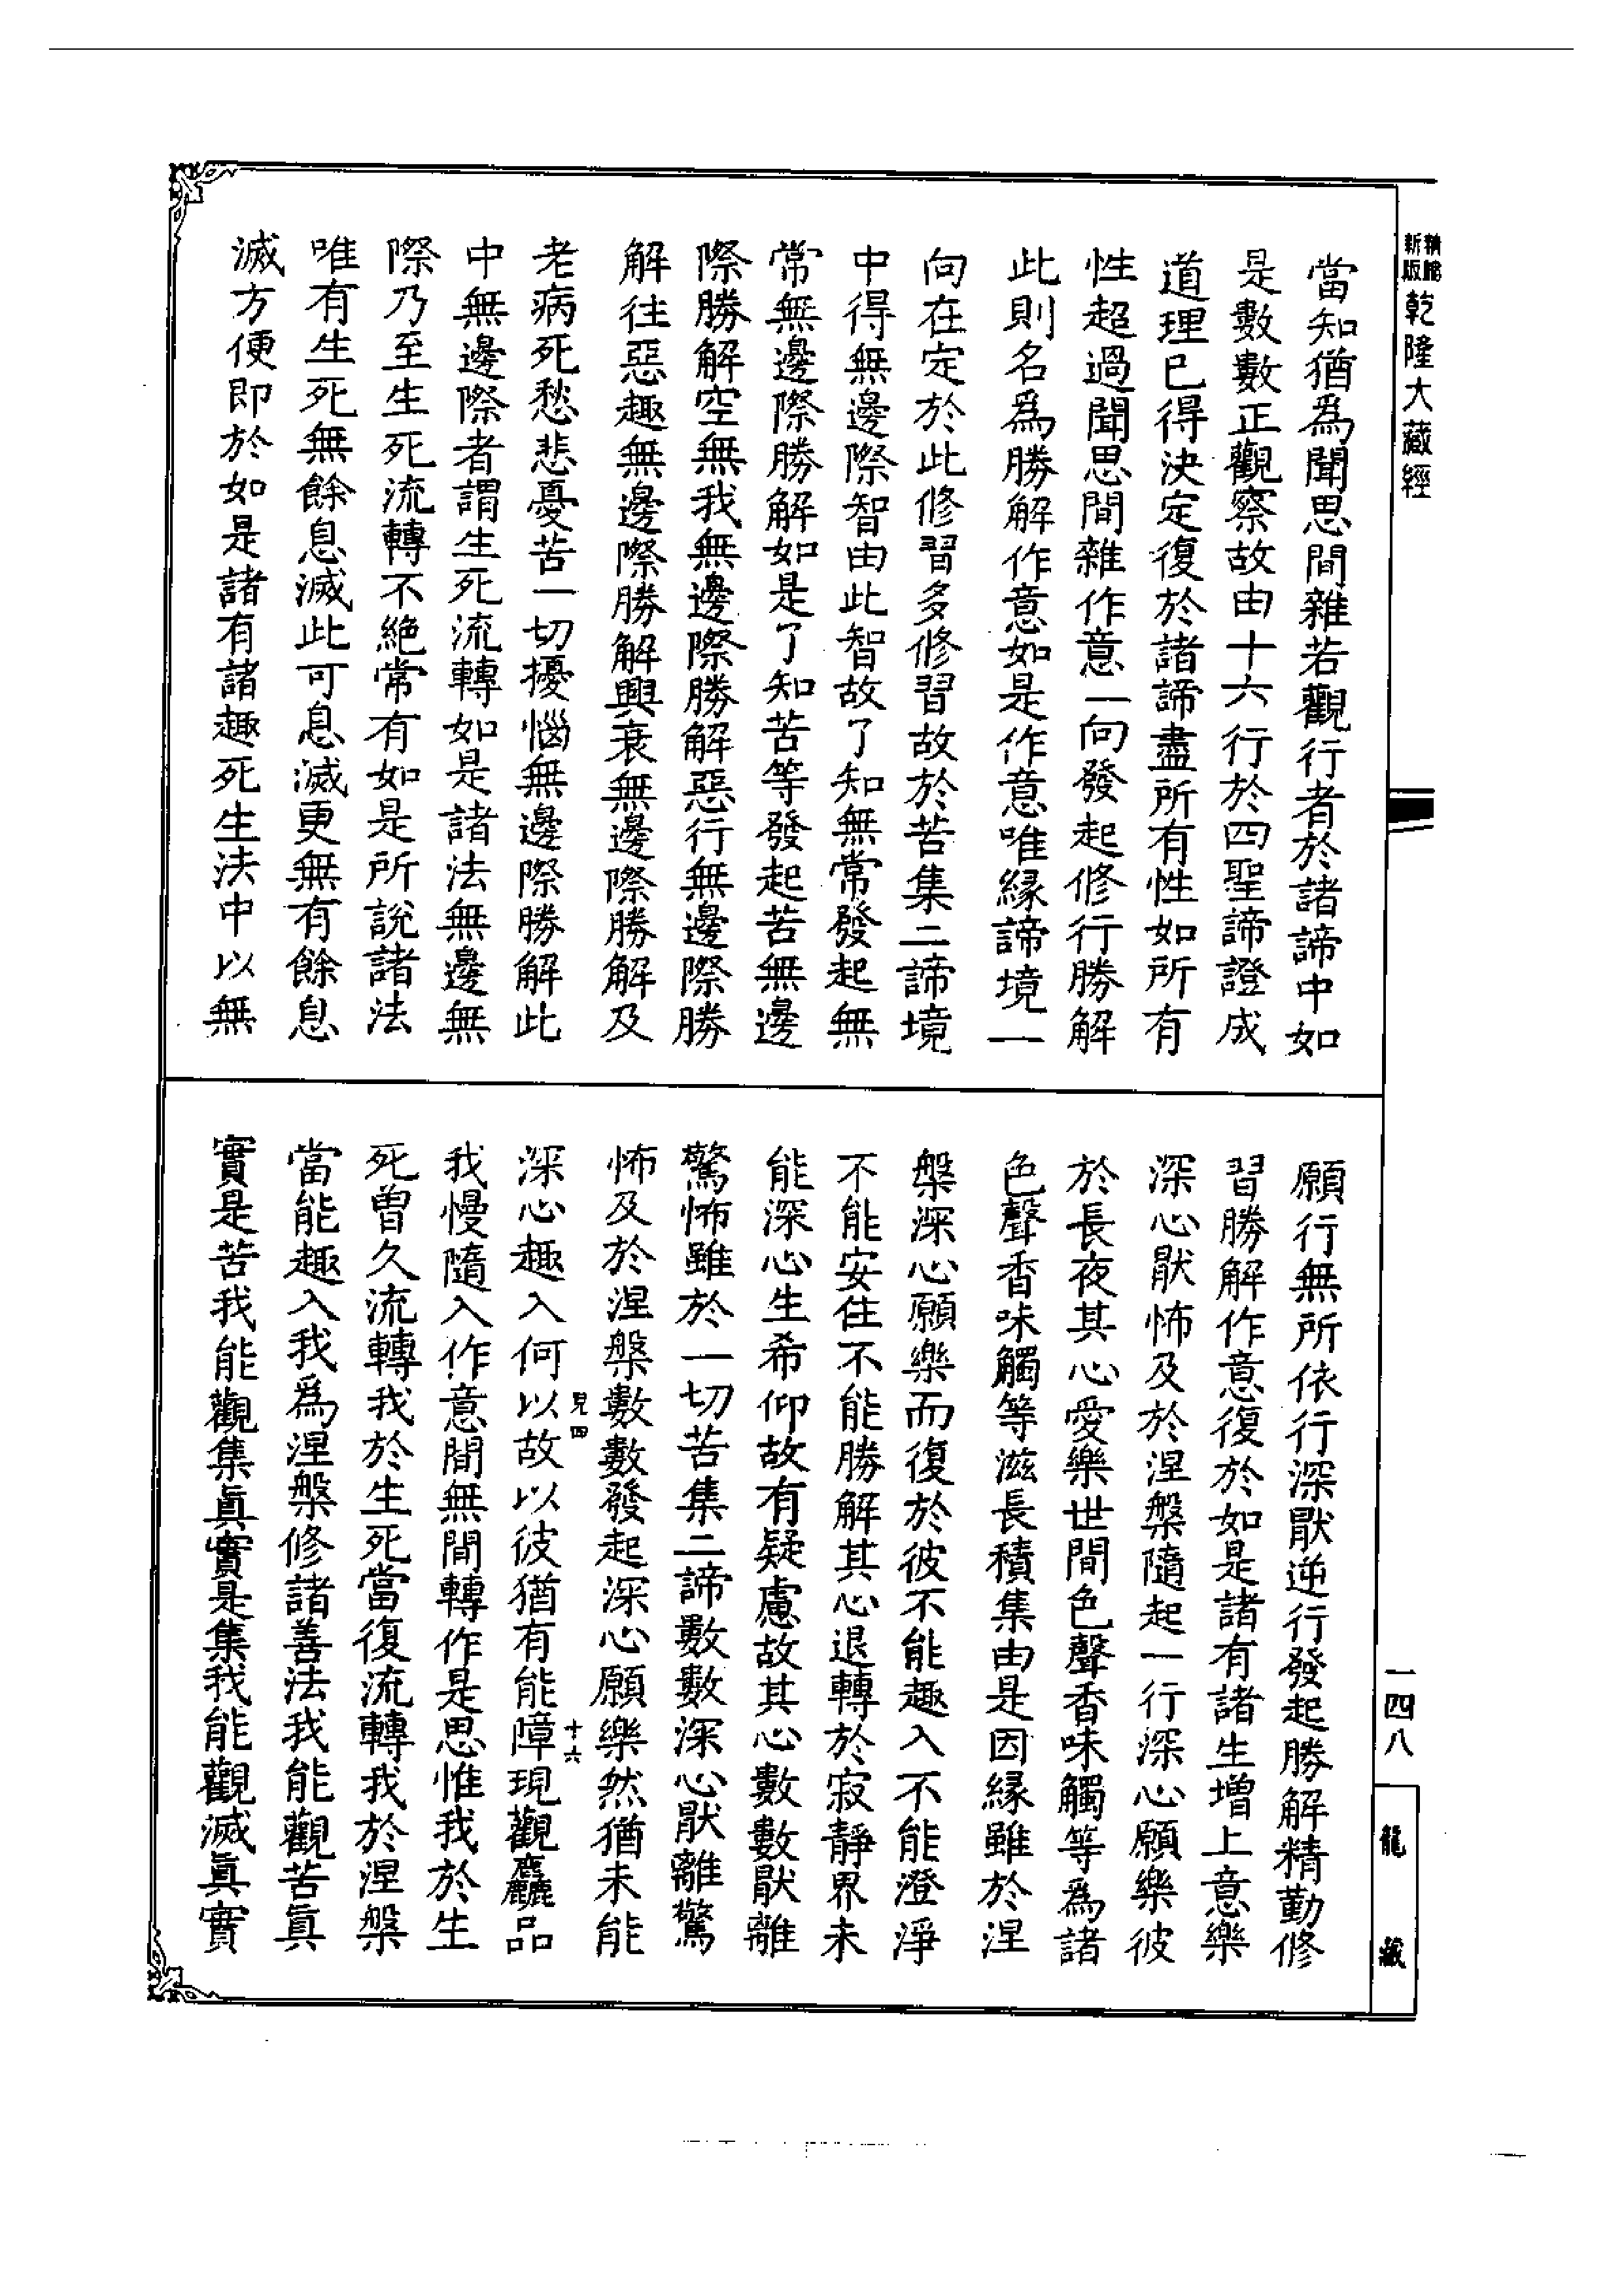 新版
精縮
乾隆大藏經
當知猶爲聞思間雜若觀行者於諸諦中如
是數數正觀察故由十六行於四聖諦證成
道理已得決定復於諸諦盡所有性如所有
性超過聞思間雜作意一向發起修行勝解
此則名爲勝解作意如是作意唯緣諦境一
向在定於此修習多修習故於苦集二諦境
中得無邊際智由此智故了知無常發起無
常無邊際勝解如是了知苦等發起苦無邊
際勝解空無我無邊際勝解惡行無邊際勝
解往惡趣無邊際勝解興衰無邊際勝解及
老病死愁悲憂苦一切擾惱無邊際勝解此
中無邊際者謂生死流轉如是諸法無邊無
際乃至生死流轉不絕常有如是所說諸法
唯有生死無餘息滅此可息滅更無有餘息
滅方便即於如是諸有諸趣死生法中以無
願行無所依行深厭逆行發起勝解精勤修
習勝解作意復於如是諸有諸生增上意樂
深心厭怖及於涅槃隨起一行深心願樂彼
於長夜其心愛樂世間色聲香味觸等爲諸
色聲香味觸等滋長積集由是因緣雖於涅
槃深心願樂而復於彼不能趣入不能澄淨
不能安住不能勝解其心退轉於寂靜界未
能深心生希仰故有疑慮故其心數數厭離
驚怖雖於一切苦集二諦數數深心厭離驚
怖及於涅槃數數發起深心願樂然猶未能
深心趣入何以故以彼猶有能障現觀麤品
見四
十六
我慢隨入作意間無間轉作是思惟我於生
死曾久流轉我於生死當復流轉我於涅槃
當能趣入我爲涅槃修諸善法我能觀苦眞
實是苦我能觀集眞實是集我能觀滅眞實
一四八
龍藏